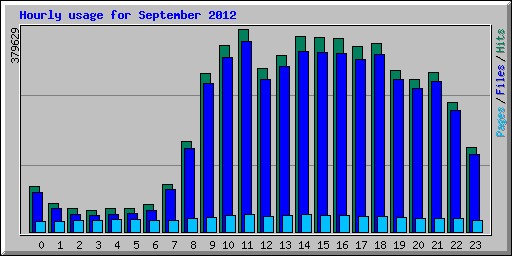 Hourly usage for September 2012
379629
Pages / Files / Hits
0 1 2 3 4 5 6 7 8 9 10 11 12 13 14 15 16 17 18 19 20 21 22 23